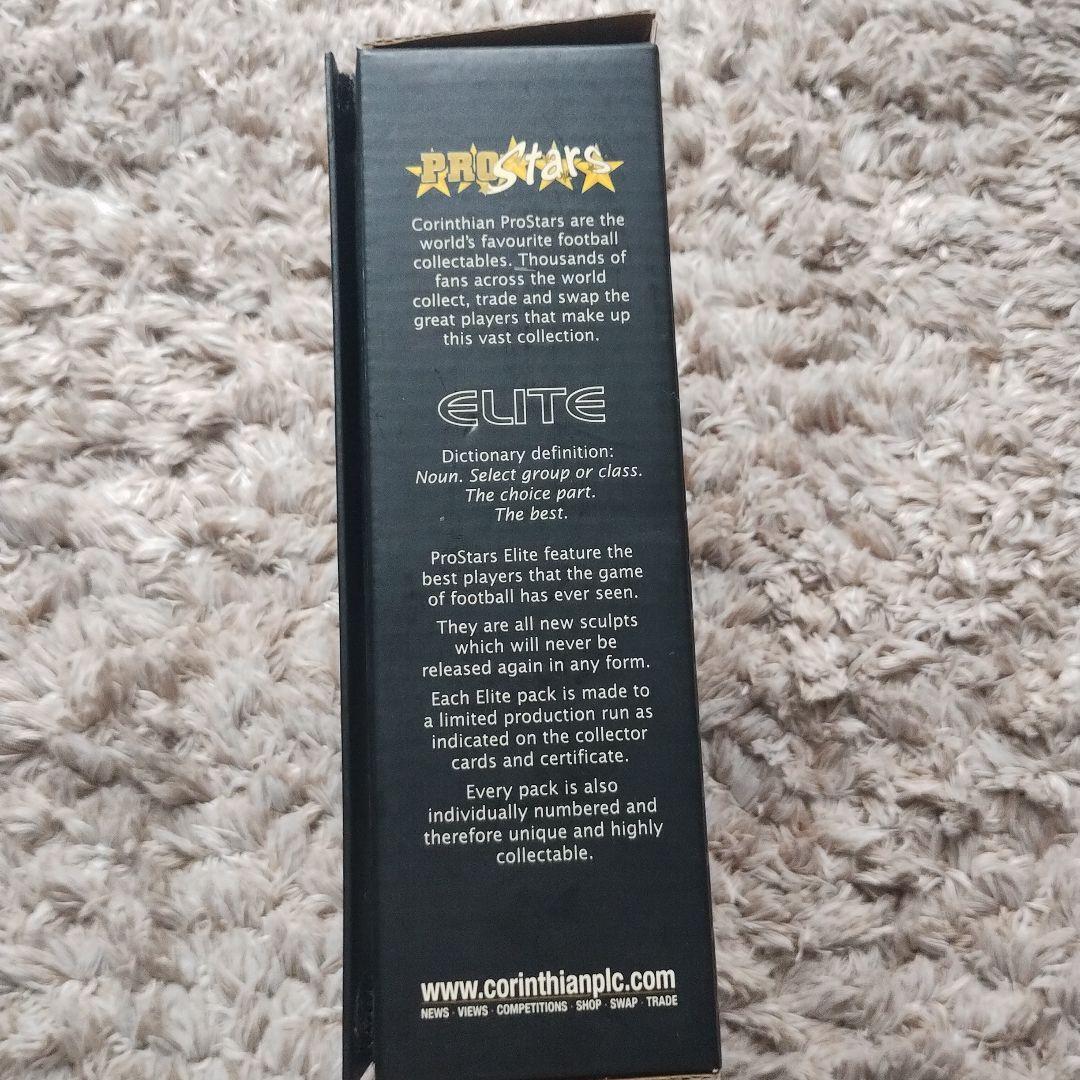 PROStars
Corinthian ProStars are the
world's favourite football
collectables. Thousands of
fans across the world
collect, trade and swap the
great players that make up
this vast collection.
ELITE
Dictionary definition:
Noun. Select group or class.
The choice part.
The best.
ProStars Elite feature the
best players that the game
of football has ever seen.
They are all new sculpts
which will never be
released again in any form.
Each Elite pack is made to
a limited production run as
indicated on the collector
cards and certificate.
Every pack is also
individually numbered and
therefore unique and highly
collectable.
www.corinthianplc.com
NEWS · VIEWS · COMPETITIONS · SHOP · SWAP · TRADE